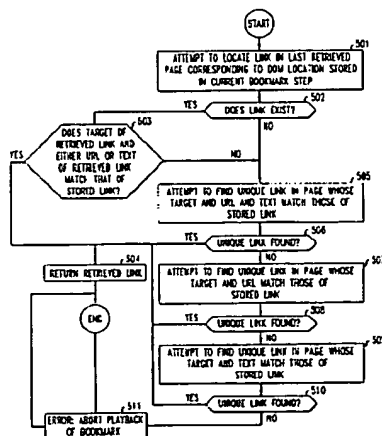 START
501
ATTEMPT TO LOCATE LINK IN LAST RETRIEVED
PAGE CORRESPONDING TO DOM LOCATION STORED
IN CURRENT BOOKMARK STEP
502
YES
DOES LINK EXIST?
503
NO
DOES TARGET OF
RETRIEVED LINK AND
EITHER URL OR TEXT
OF RETRIEVED LINK
MATCH THAT OF
STORED LINK?
YES
NO
505
ATTEMPT TO FIND UNIQUE LINK IN PAGE WHOSE
TARGET AND URL AND TEXT MATCH THOSE OF
STORED LINK
506
YES
UNIQUE LINK FOUND?
504
NO
RETURN RETRIEVED LINK
50
ATTEMPT TO FIND UNIQUE LINK IN PAGE WHOSE
TARGET AND URL MATCH THOSE OF
STORED LINK
508
END
YES
UNIQUE LINK FOUND?
NO
50
ATTEMPT TO FIND UNIQUE LINK IN PAGE WHOSE
TARGET AND TEXT MATCH THOSE OF
STORED LINK
510
YES
UNIQUE LINK FOUND?
511
NO
ERROR: ABORT PLAYBACK
OF BOOKMARK